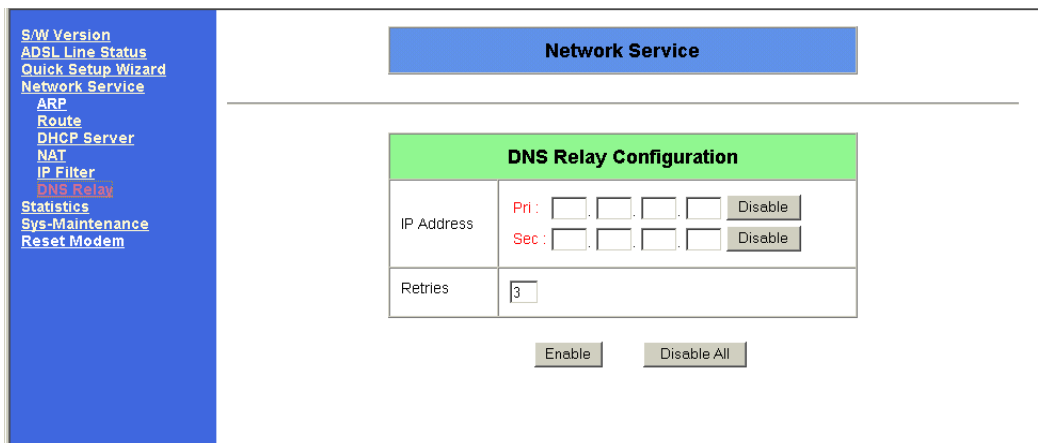 S/W Version
ADSL Line Status
Quick Setup Wizard
Network Service
ARP
Route
DHCP Server
NAT
IP Filter
DNS Relay
Statistics
Sys-Maintenance
Reset Modem
Network Service
DNS Relay Configuration
IP Address
Pri : . . . Disable
Sec : . . . Disable
Retries 3
Enable Disable All